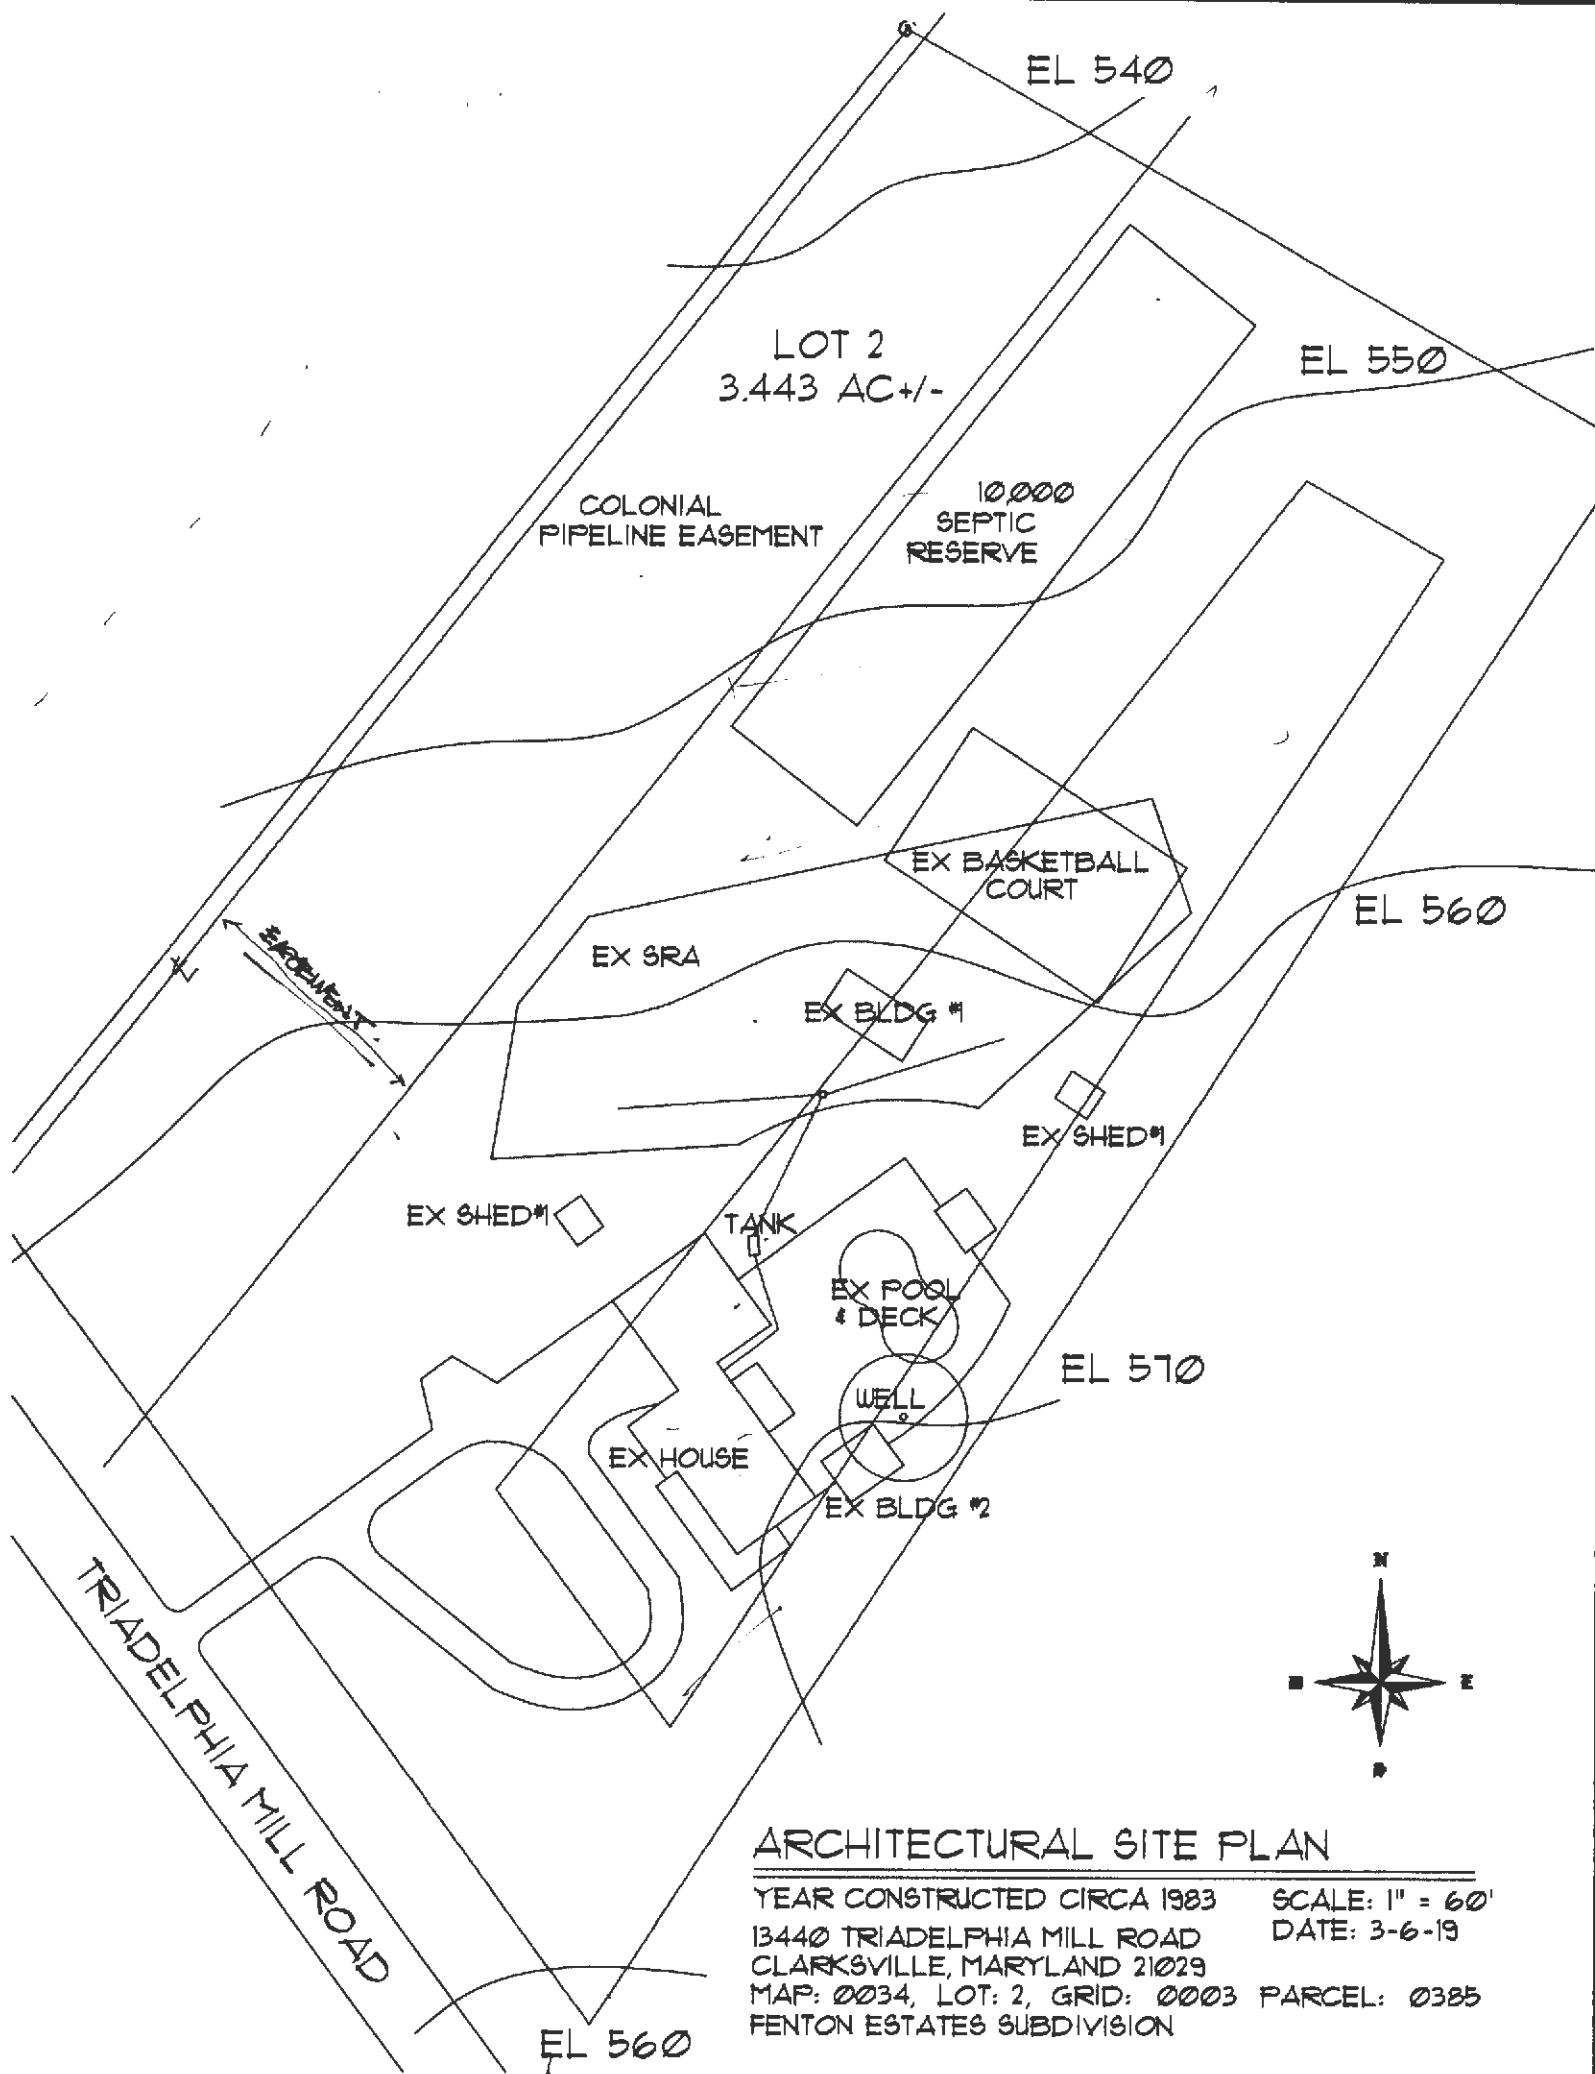 EL 540
LOT 2
3.443 AC+/-
EL 550
COLONIAL
PIPELINE EASEMENT
10,000
SEPTIC
RESERVE
EX BASKETBALL
COURT
EL 560
EX SRA
EASEMENT
EX BLDG #1
EX SHED#1
EX SHED#1
TANK
EX POOL
& DECK
EL 570
WELL
EX HOUSE
EX BLDG #2
TRIADELPHIA MILL ROAD
N
E
ARCHITECTURAL SITE PLAN
YEAR CONSTRUCTED CIRCA 1983 SCALE: 1" = 60'
13440 TRIADELPHIA MILL ROAD DATE: 3-6-19
CLARKSVILLE, MARYLAND 21029
MAP: 0034, LOT: 2, GRID: 0003 PARCEL: 0385
FENTON ESTATES SUBDIVISION
EL 560